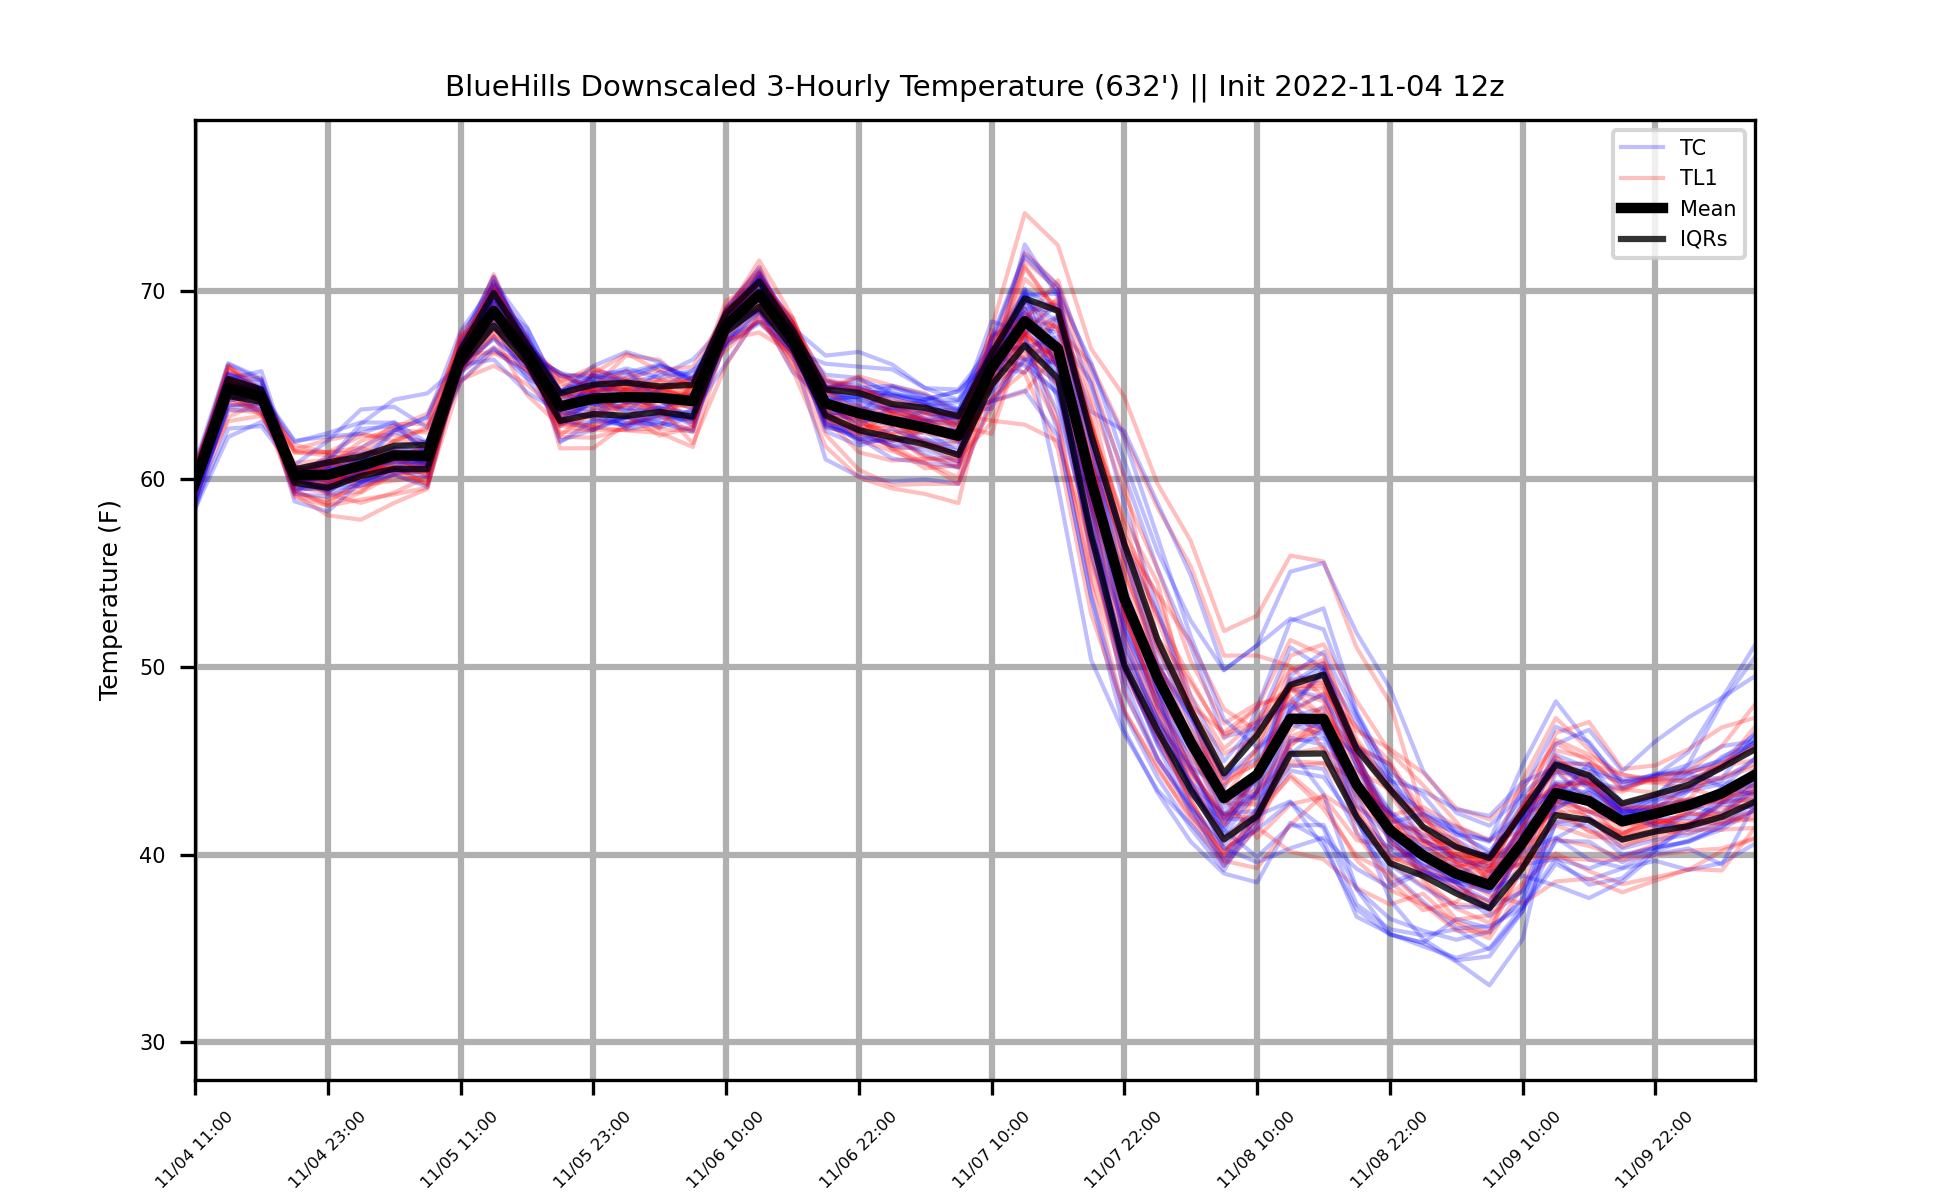 BlueHills Downscaled 3-Hourly Temperature (632') || Init 2022-11-04 12z
TC
TL1
Mean
IQRs
Temperature (F)
70
60
50
40
30
11/04 11:00
11/04 23:00
11/05 11:00
11/05 23:00
11/06 10:00
11/06 22:00
11/07 10:00
11/07 22:00
11/08 10:00
11/08 22:00
11/09 10:00
11/09 22:00